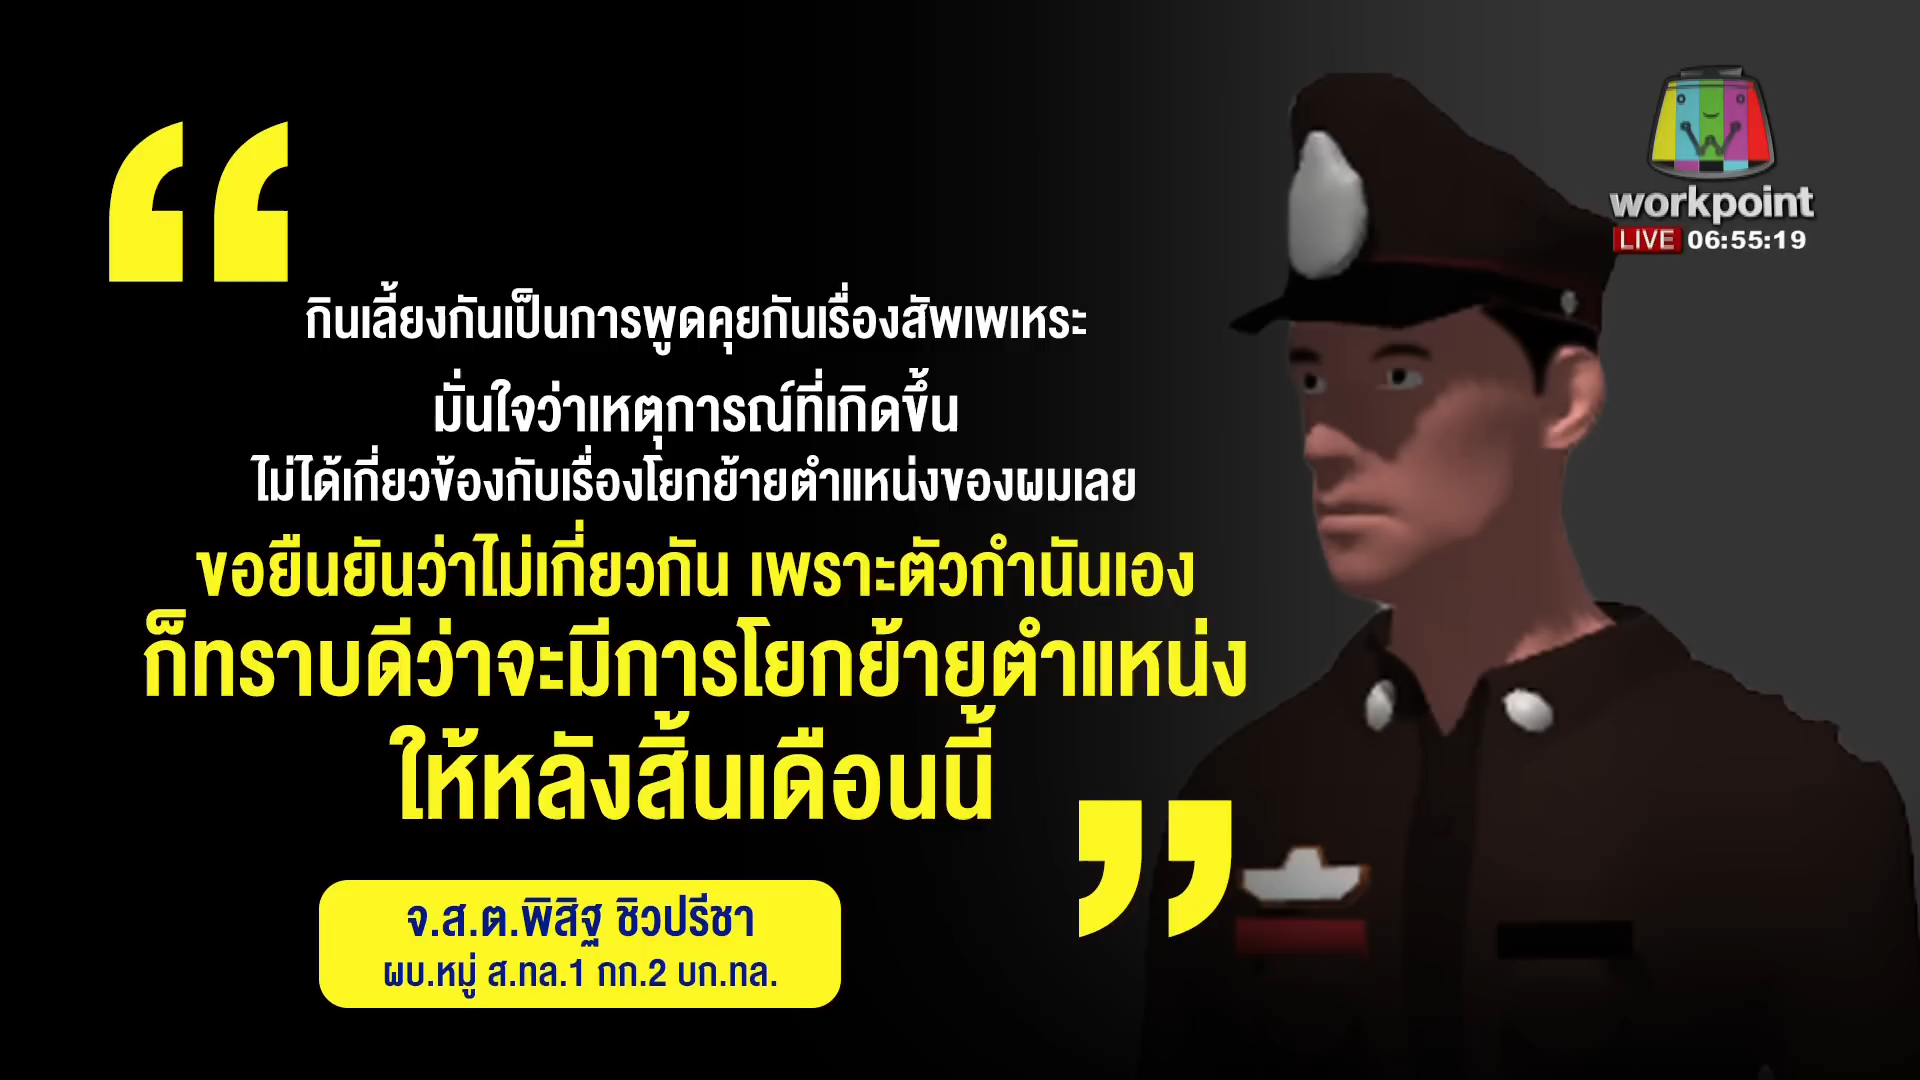 workpoint
LIVE 06:55:19
“
กินเลี้ยงกันเป็นการพูดคุยกันเรื่องสัพเพเหระ
มั่นใจว่าเหตุการณ์ที่เกิดขึ้น
ไม่ได้เกี่ยวข้องกับเรื่องโยกย้ายตำแหน่งของผมเลย
ขอยืนยันว่าไม่เกี่ยวกัน เพราะตัวกำนันเอง
ก็ทราบดีว่าจะมีการโยกย้ายตำแหน่ง
ให้หลังสิ้นเดือนนี้
”
จ.ส.ต.พิสิฐ ชิวปรีชา
ผบ.หมู่ ส.ทล.1 กก.2 บก.ทล.